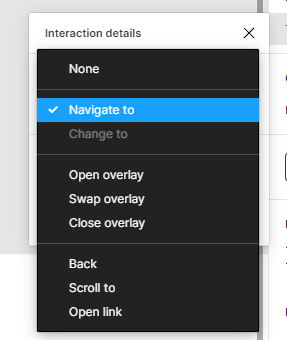 Interaction details
None
Navigate to
Change to
Open overlay
Swap overlay
Close overlay
Back
Scroll to
Open link